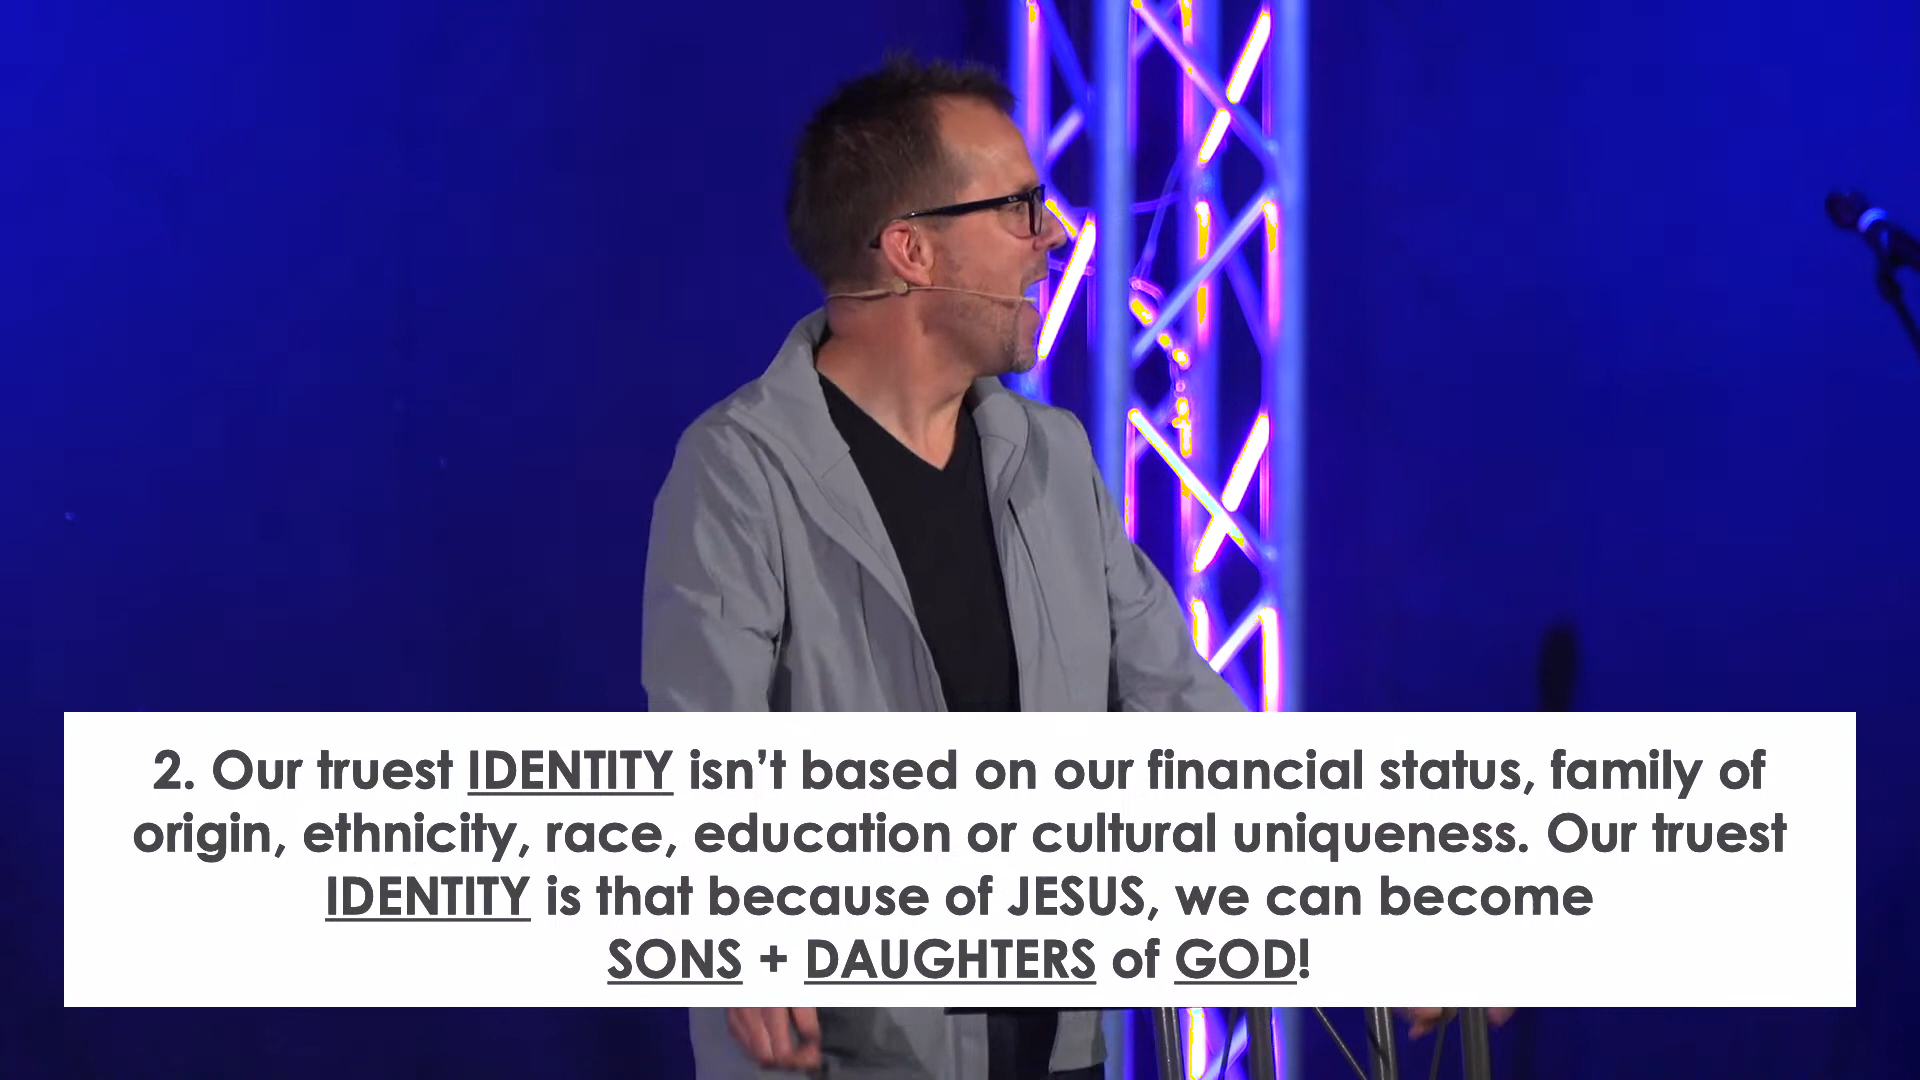 2. Our truest IDENTITY isn’t based on our financial status, family of
origin, ethnicity, race, education or cultural uniqueness. Our truest
IDENTITY is that because of JESUS, we can become
SONS + DAUGHTERS of GOD!